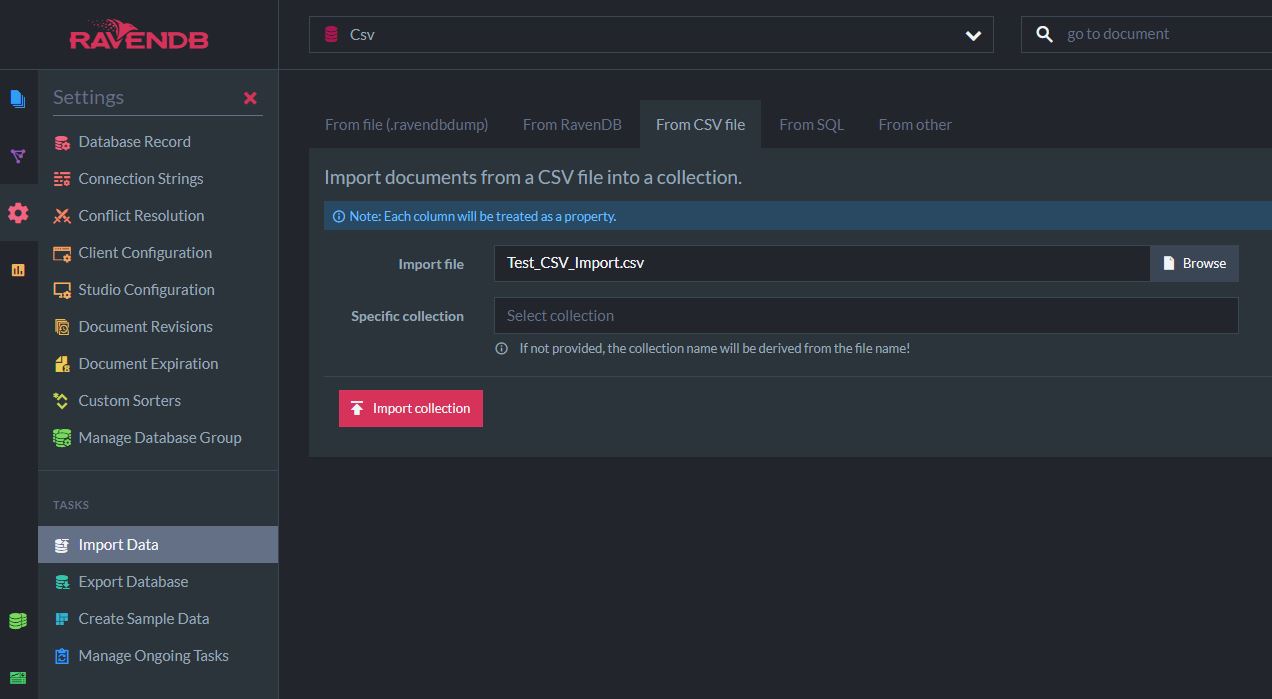 RAVENDB
Csv
go to document
Settings
Database Record
Connection Strings
Conflict Resolution
Client Configuration
Studio Configuration
Document Revisions
Document Expiration
Custom Sorters
Manage Database Group
TASKS
Import Data
Export Database
Create Sample Data
Manage Ongoing Tasks
From file (.ravendbdump) From RavenDB From CSV file From SQL From other
Import documents from a CSV file into a collection.
Note: Each column will be treated as a property.
Import file Test_CSV_Import.csv Browse
Specific collection Select collection
If not provided, the collection name will be derived from the file name!
Import collection